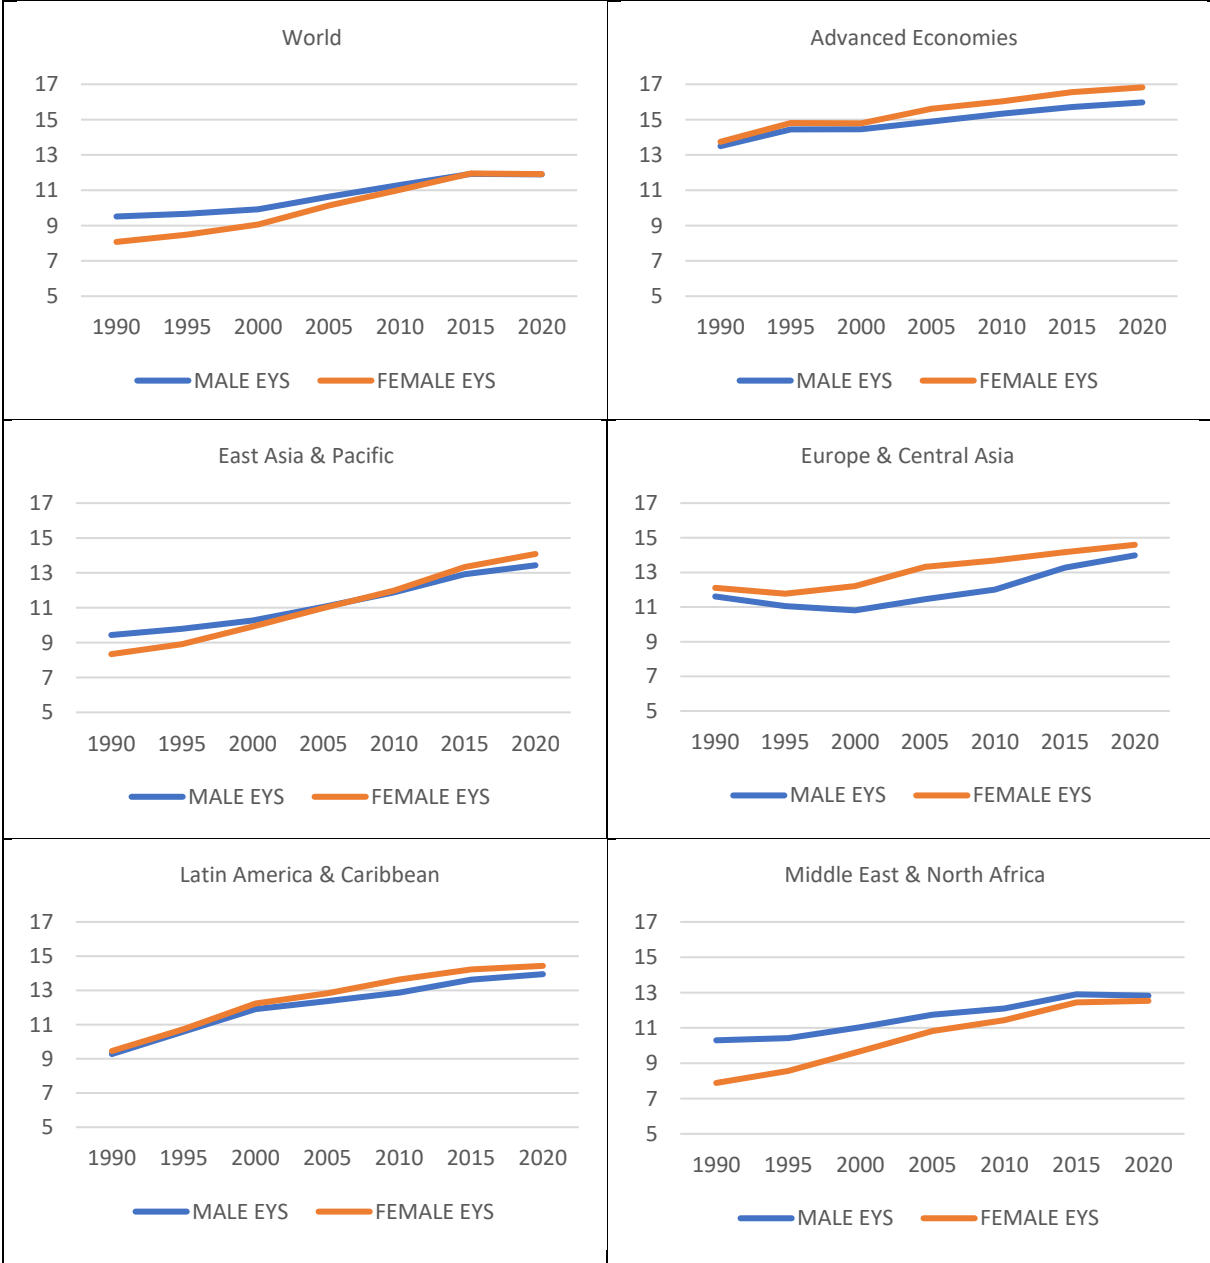 World
17
15
13
11
9
7
5
1990 1995 2000 2005 2010 2015 2020
MALE EYS FEMALE EYS
Advanced Economies
17
15
13
11
9
7
5
1990 1995 2000 2005 2010 2015 2020
MALE EYS FEMALE EYS
East Asia & Pacific
17
15
13
11
9
7
5
1990 1995 2000 2005 2010 2015 2020
MALE EYS FEMALE EYS
Europe & Central Asia
17
15
13
11
9
7
5
1990 1995 2000 2005 2010 2015 2020
MALE EYS FEMALE EYS
Latin America & Caribbean
17
15
13
11
9
7
5
1990 1995 2000 2005 2010 2015 2020
MALE EYS FEMALE EYS
Middle East & North Africa
17
15
13
11
9
7
5
1990 1995 2000 2005 2010 2015 2020
MALE EYS FEMALE EYS